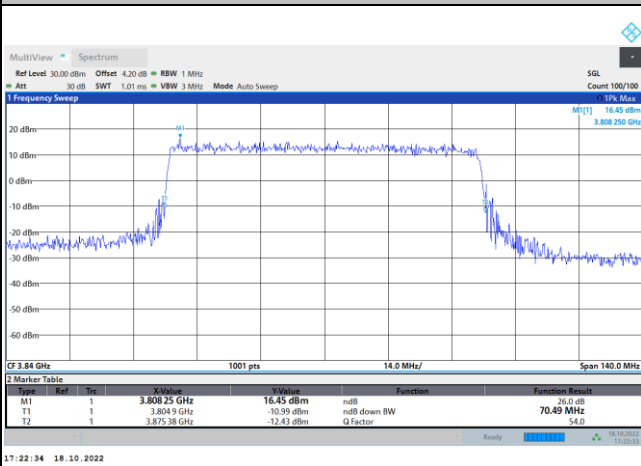 MultiView Spectrum
Ref Level 30.00 dBm Offset 4.20 dB RBW 1 MHz SGL
Att 30 dB SWT 1.01 ms VBW 3 MHz Mode Auto Sweep Count 100/100
1 Frequency Sweep 1Pk Max
M1[1] 16.45 dBm
3.808 250 GHz
M1
20 dBm
10 dBm
0 dBm
-10 dBm
-20 dBm
-30 dBm
-40 dBm
-50 dBm
-60 dBm
CF 3.84 GHz 1001 pts 14.0 MHz/ Span 140.0 MHz
2 Marker Table
Type Ref Trc X-Value Y-Value Function Function Result
M1 1 3.808 25 GHz 16.45 dBm ndB 26.0 dB
T1 1 3.804 9 GHz -10.99 dBm ndB down BW 70.49 MHz
T2 1 3.875 38 GHz -12.43 dBm Q Factor 54.0
Ready 18.10.2022
17:22:33
17:22:34 18.10.2022